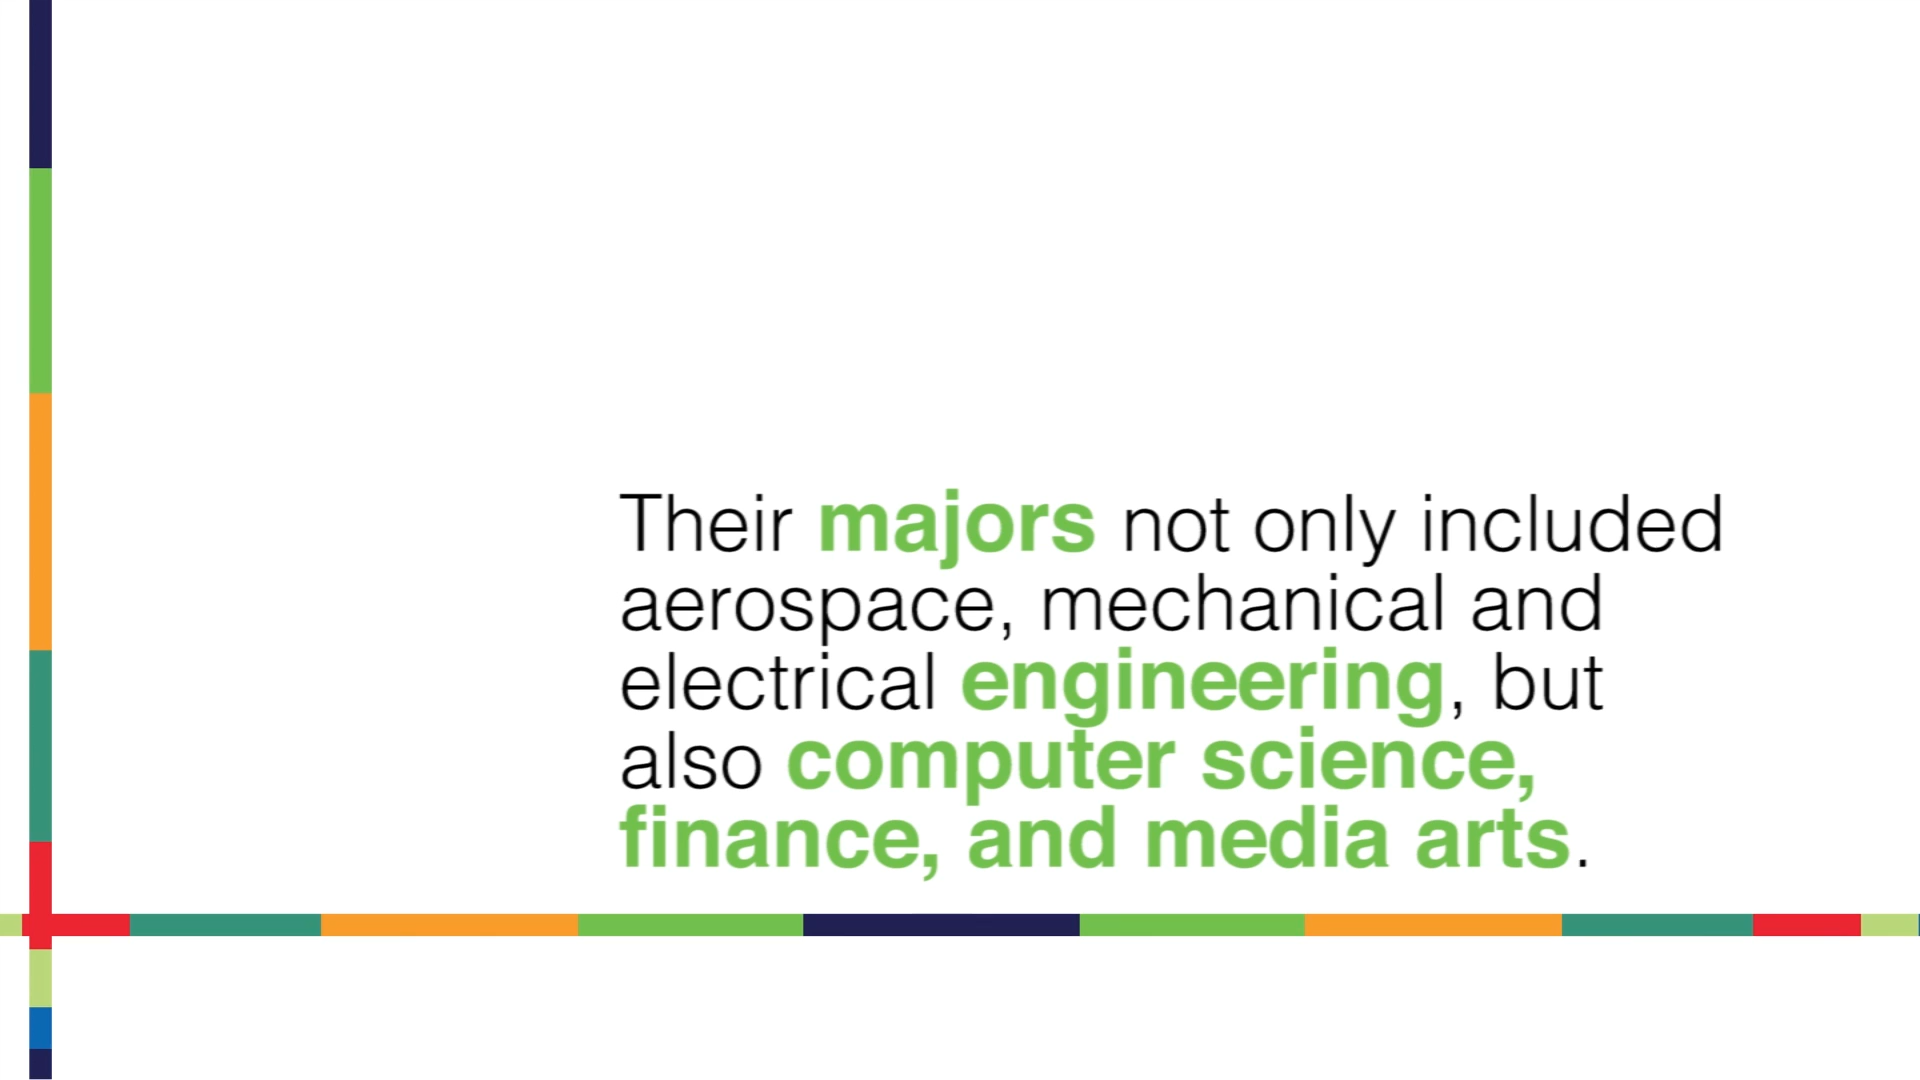 Their majors not only included
aerospace, mechanical and
electrical engineering, but
also computer science,
finance, and media arts.